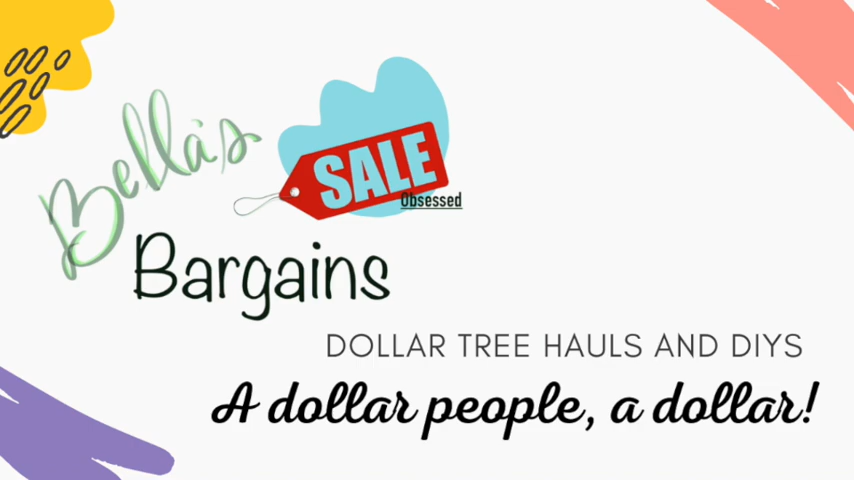 Bella's
SALE
Obsessed
Bargains
DOLLAR TREE HAULS AND DIYS
A dollar people, a dollar!